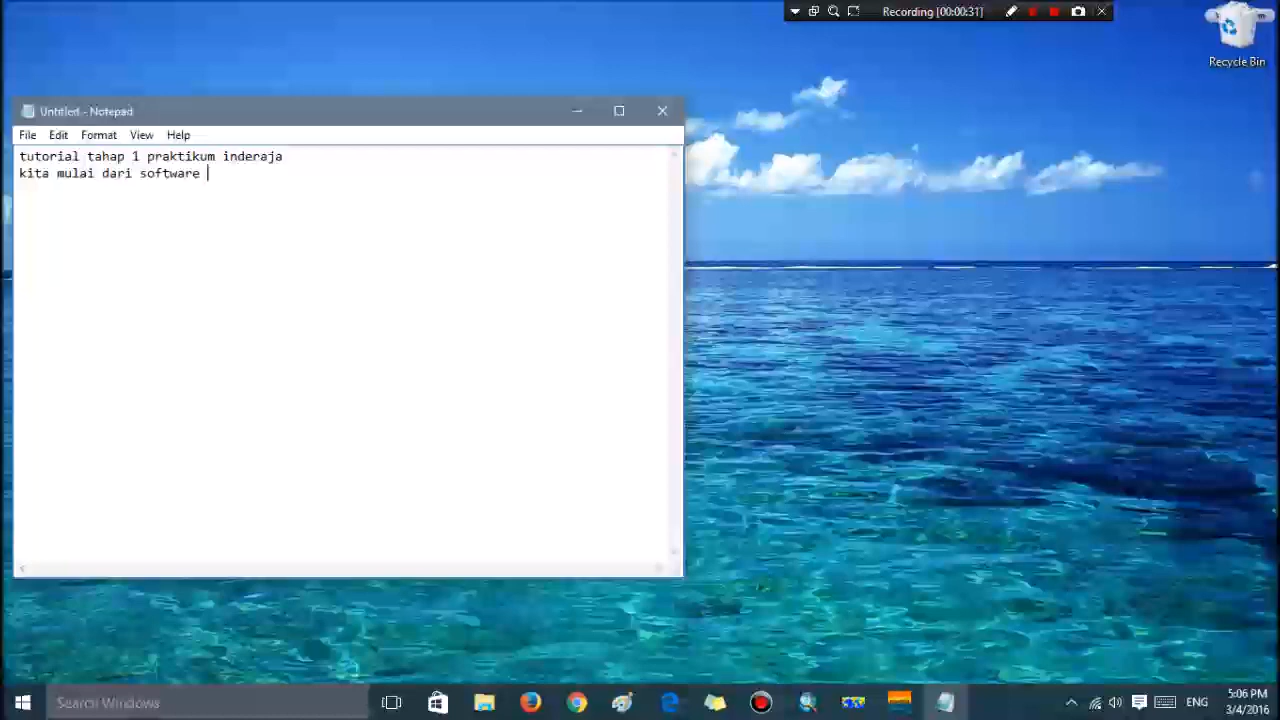 Recording [00:00:31]
Recycle Bin
Untitled - Notepad
File Edit Format View Help
tutorial tahap 1 praktikum inderaja
kita mulai dari software
Search Windows
ENG
5:06 PM
3/4/2016